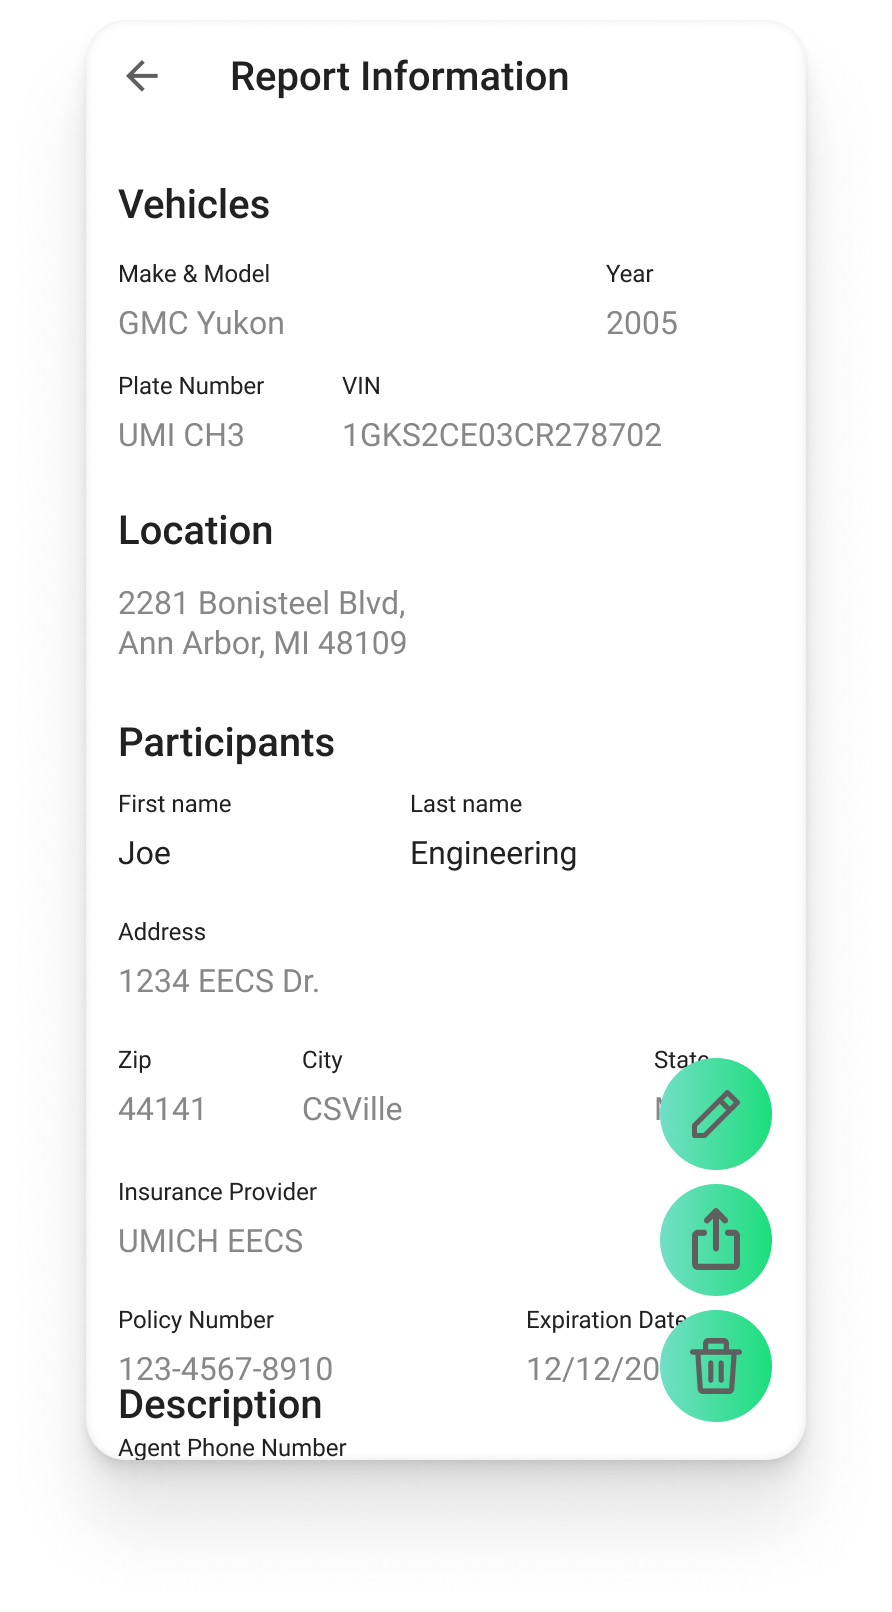 Report Information
Vehicles
Make & Model Year
GMC Yukon 2005
Plate Number VIN
UMI CH3 1GKS2CE03CR278702
Location
2281 Bonisteel Blvd,
Ann Arbor, MI 48109
Participants
First name Last name
Joe Engineering
Address
1234 EECS Dr.
Zip City State
44141 CSVille
Insurance Provider
UMICH EECS
Policy Number Expiration Date
123-4567-8910 12/12/20
Description
Agent Phone Number